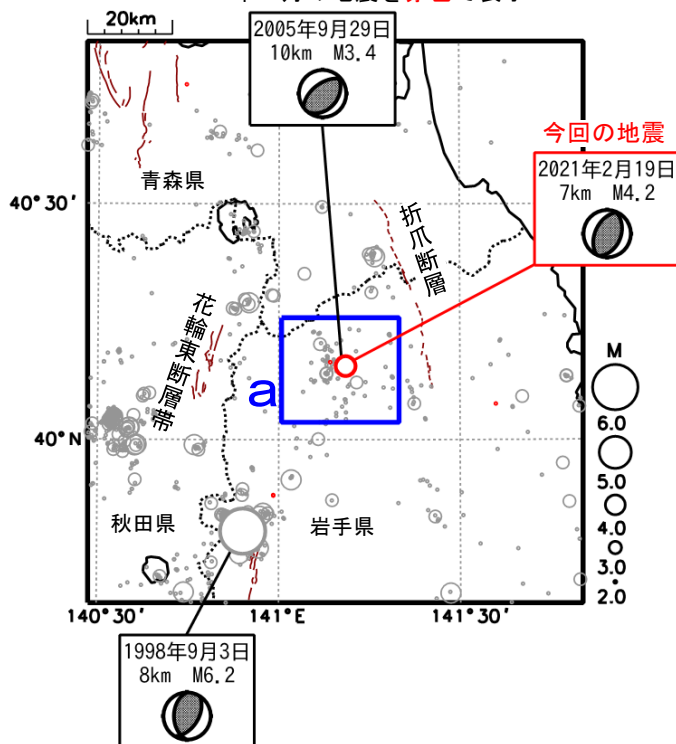 20km
2005年9月29日
10km M3.4
今回の地震
2021年2月19日
7km M4.2
青森県
40°30'
折爪断層
花輪東断層帯
a
M
6.0
5.0
4.0
3.0
2.0
40°N
秋田県
岩手県
140°30'
141°E
141°30'
1998年9月3日
8km M6.2